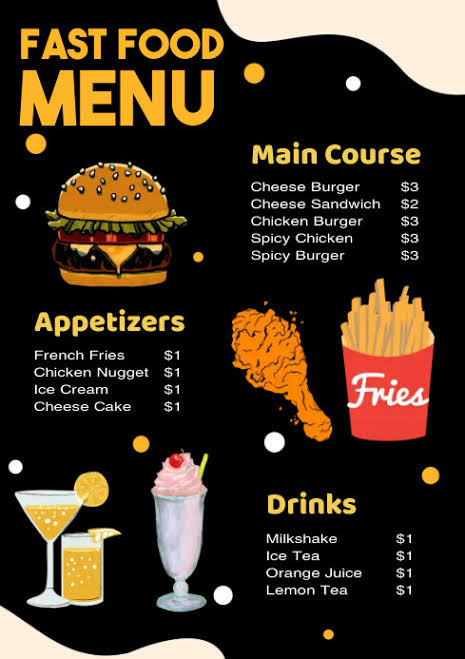 FAST FOOD
MENU
Main Course
Cheese Burger $3
Cheese Sandwich $2
Chicken Burger $3
Spicy Chicken $3
Spicy Burger $3
Appetizers
French Fries $1
Chicken Nugget $1
Ice Cream $1
Cheese Cake $1
Fries
Drinks
Milkshake $1
Ice Tea $1
Orange Juice $1
Lemon Tea $1